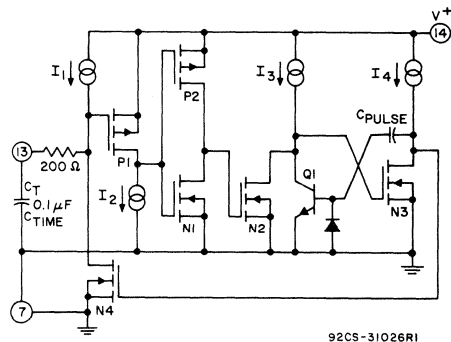 V+
14
I1
I3
I4
P2
CPULSE
13
200 Ω
P1
Q1
CT
0.1 μF
CTIME
I2
N1
N2
N3
7
N4
92CS-31026R1